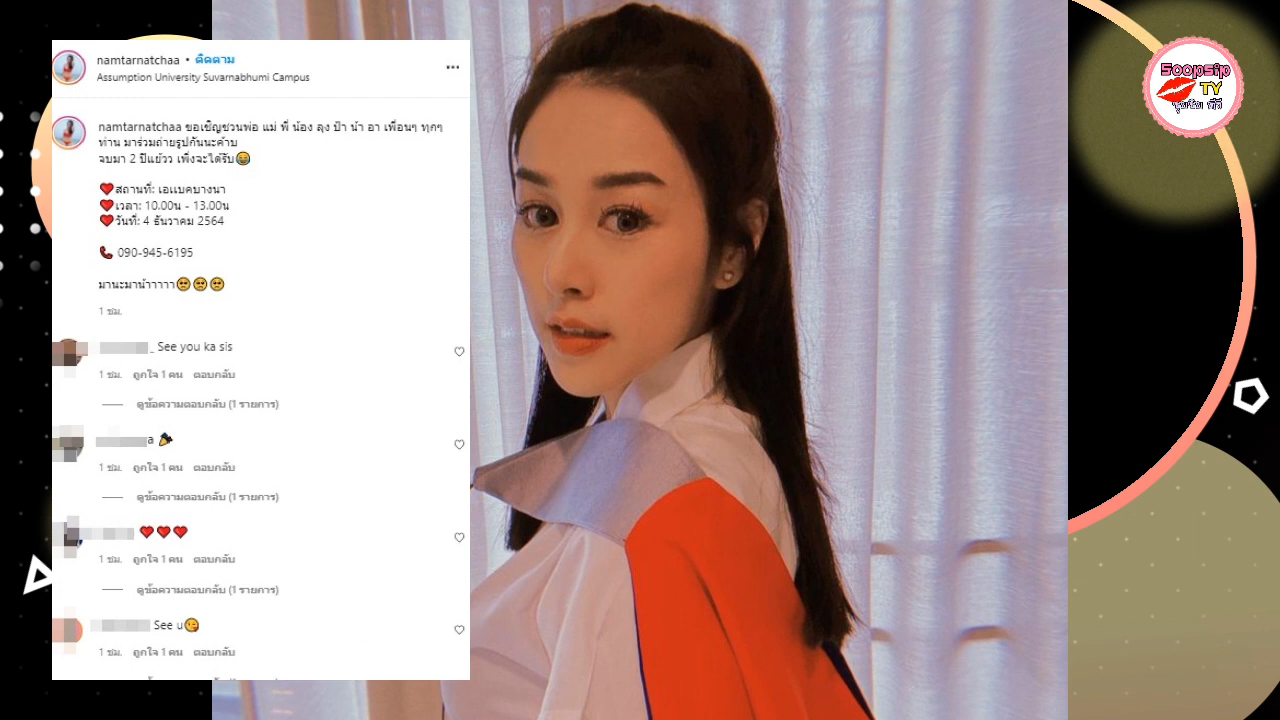 namtarnatchaa • ติดตาม
Assumption University Suvarnabhumi Campus
namtarnatchaa ขอเชิญชวนพ่อ แม่ พี่ น้อง ลุง ป้า น้า อา เพื่อนๆ ทุกๆ
ท่าน มาร่วมถ่ายรูปกันนะค้าบ
จบมา 2 ปีแย้วว เพิ่งจะได้รับ😂
❤️สถานที่: เอแบคบางนา
❤️เวลา: 10.00น - 13.00น
❤️วันที่: 4 ธันวาคม 2564
📞 090-945-6195
มานะมาน้าาาาา🥺🥺🥺
1 ชม.
_ See you ka sis
1 ชม. ถูกใจ 1 คน ตอบกลับ
ดูข้อความตอบกลับ (1 รายการ)
a
1 ชม. ถูกใจ 1 คน ตอบกลับ
ดูข้อความตอบกลับ (1 รายการ)
❤️❤️❤️
1 ชม. ถูกใจ 1 คน ตอบกลับ
ดูข้อความตอบกลับ (1 รายการ)
See u😘
1 ชม. ถูกใจ 1 คน ตอบกลับ
Soopsip
TV
ซุบซิบ ทีวี